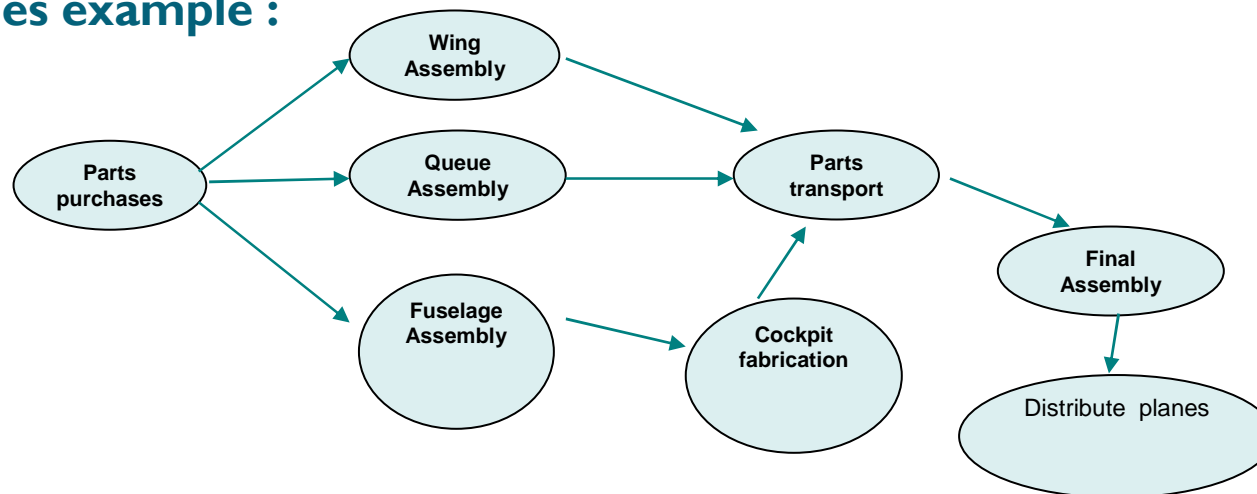 es example :
Wing
Assembly
Parts
purchases
Queue
Assembly
Parts
transport
Final
Assembly
Fuselage
Assembly
Cockpit
fabrication
Distribute planes